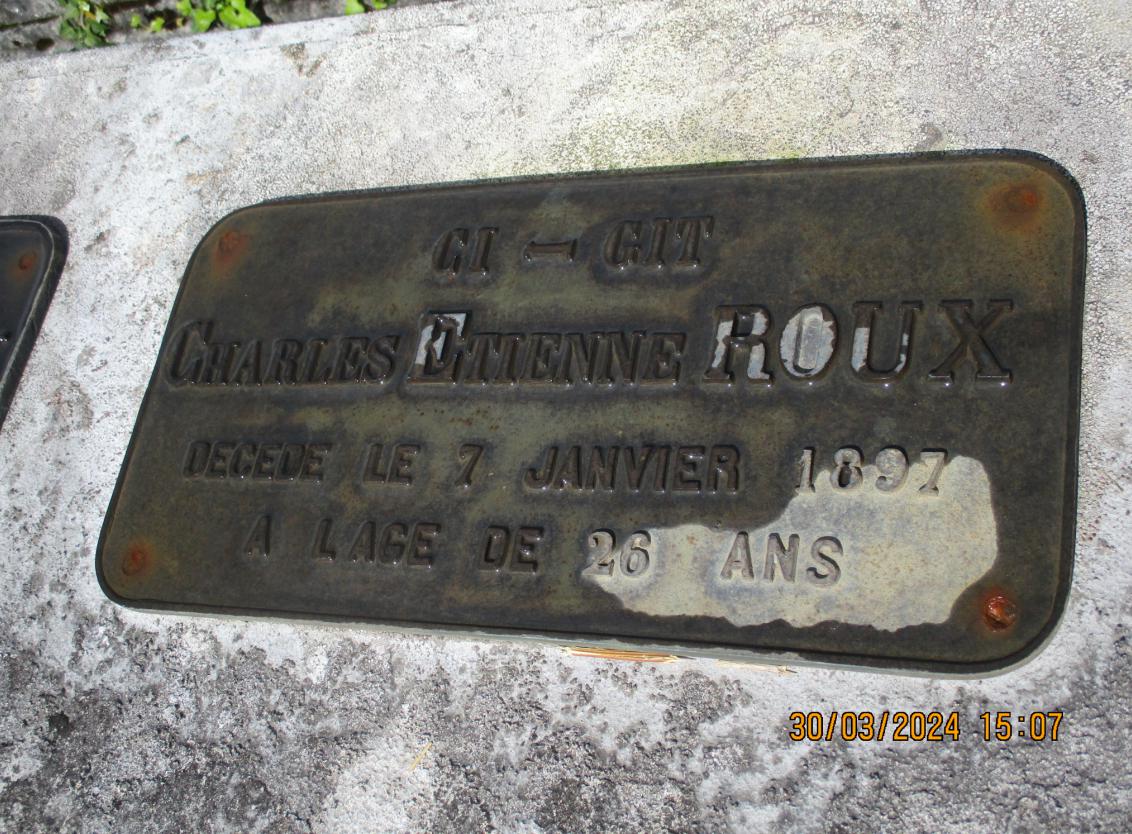 CI - GIT
CHARLES ETIENNE ROUX
DECEDE LE 7 JANVIER 1897
A LAGE DE 26 ANS
30/03/2024 15:07